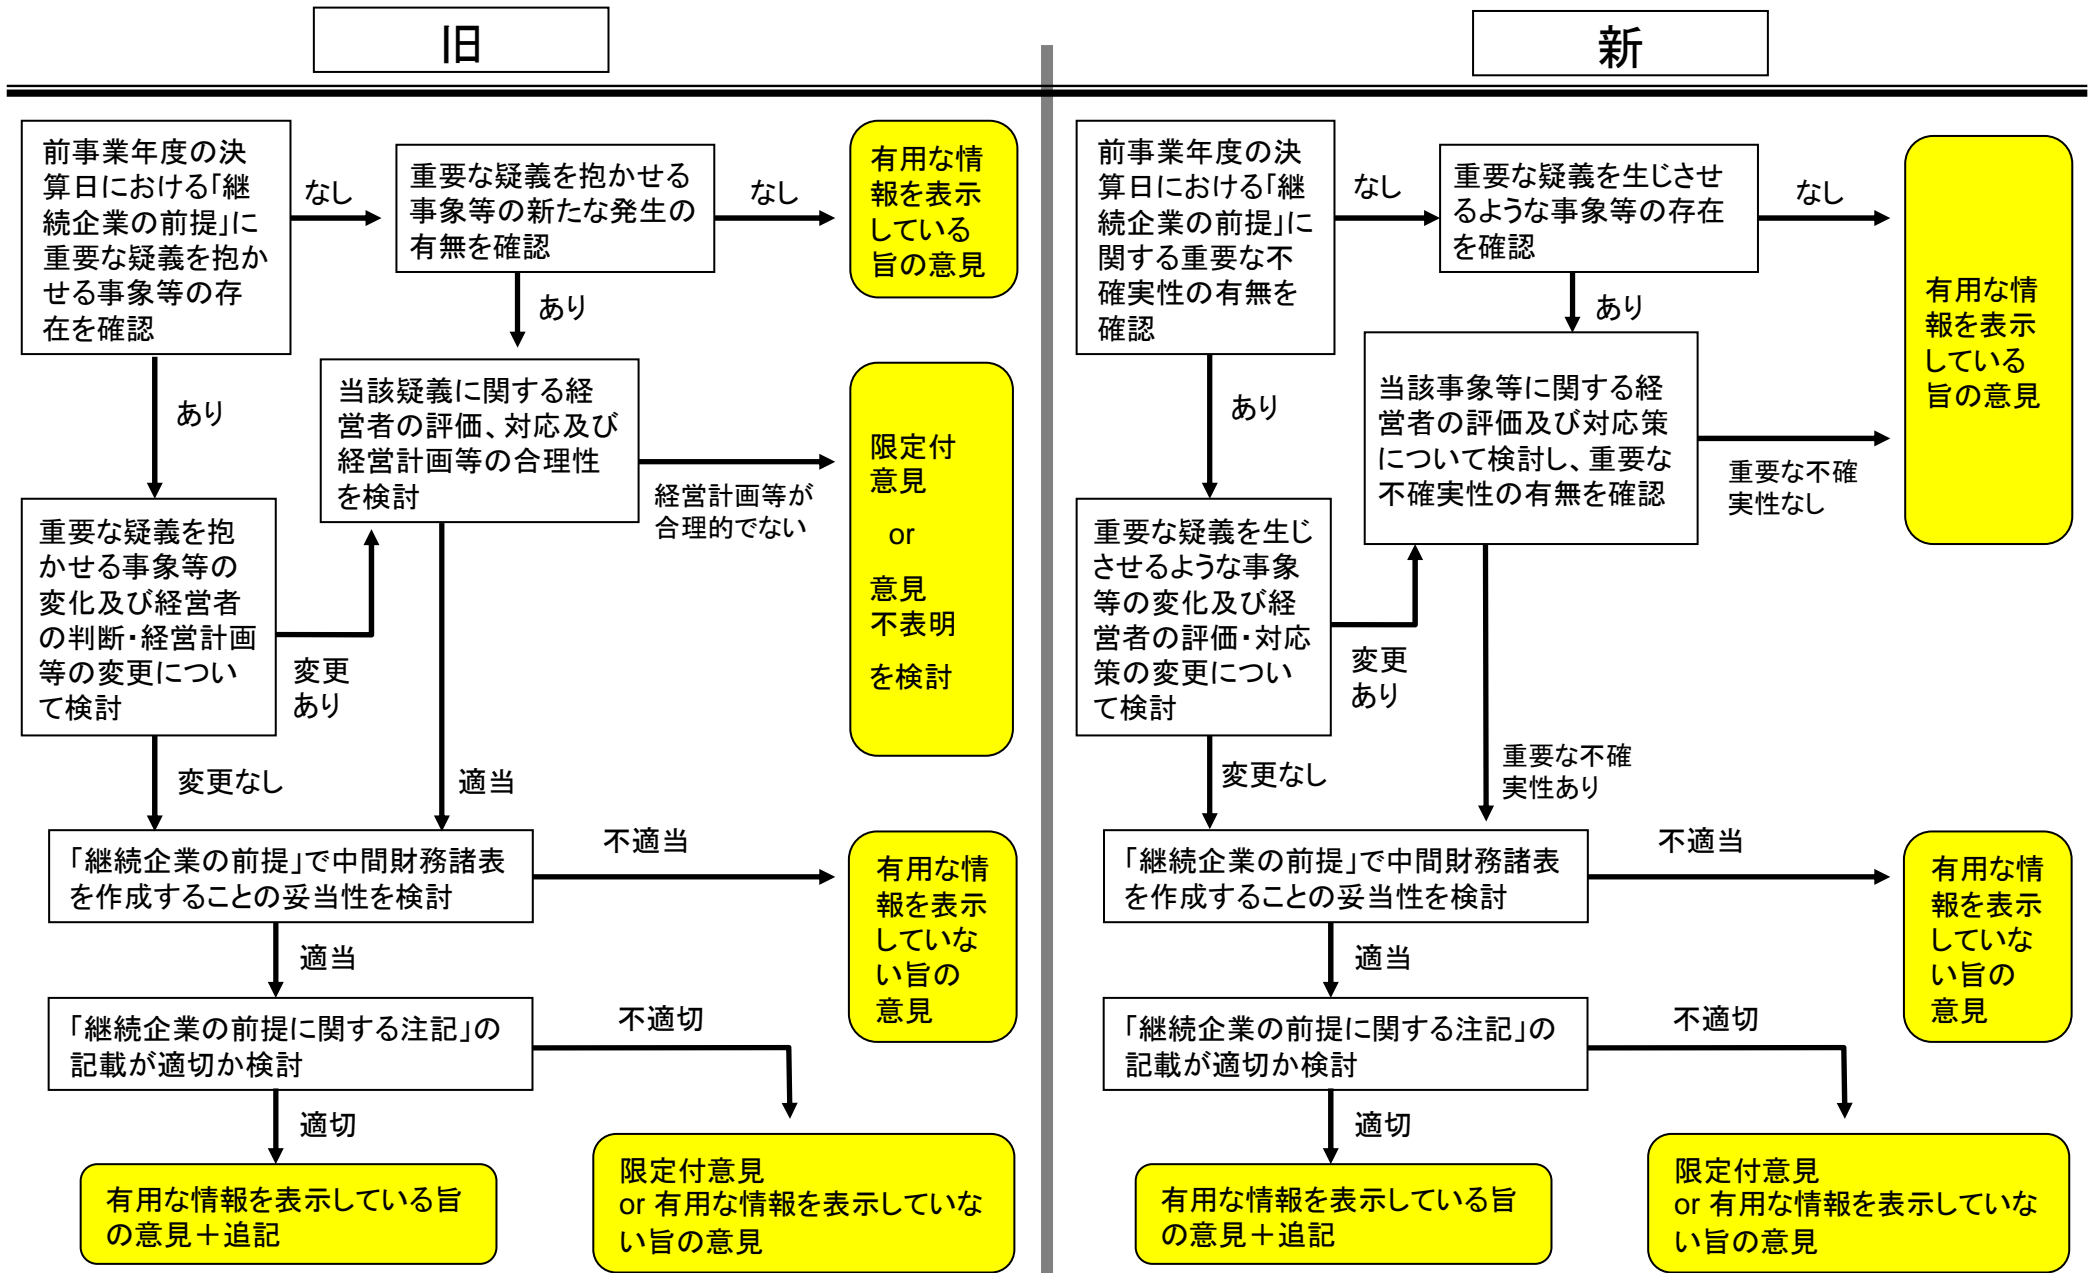 旧
前事業年度の決
算日における「継
続企業の前提」に
重要な疑義を抱か
せる事象等の存
在を確認
なし
重要な疑義を抱かせる
事象等の新たな発生の
有無を確認
なし
有用な情
報を表示
している
旨の意見
あり
あり
当該疑義に関する経
営者の評価、対応及び
経営計画等の合理性
を検討
経営計画等が
合理的でない
限定付
意見
or
意見
不表明
を検討
重要な疑義を抱
かせる事象等の
変化及び経営者
の判断・経営計画
等の変更につい
て検討
変更
あり
変更なし
適当
「継続企業の前提」で中間財務諸表
を作成することの妥当性を検討
不適当
有用な情
報を表示
していな
い旨の
意見
適当
「継続企業の前提に関する注記」の
記載が適切か検討
不適切
適切
有用な情報を表示している旨
の意見＋追記
限定付意見
or 有用な情報を表示していな
い旨の意見
新
前事業年度の決
算日における「継
続企業の前提」に
関する重要な不
確実性の有無を
確認
なし
重要な疑義を生じさせ
るような事象等の存在
を確認
なし
有用な情
報を表示
している
旨の意見
あり
あり
当該事象等に関する経
営者の評価及び対応策
について検討し、重要な
不確実性の有無を確認
重要な不確
実性なし
重要な疑義を生じ
させるような事象
等の変化及び経
営者の評価・対応
策の変更につい
て検討
変更
あり
変更なし
重要な不確
実性あり
「継続企業の前提」で中間財務諸表
を作成することの妥当性を検討
不適当
有用な情
報を表示
していな
い旨の
意見
適当
「継続企業の前提に関する注記」の
記載が適切か検討
不適切
適切
有用な情報を表示している旨
の意見＋追記
限定付意見
or 有用な情報を表示していな
い旨の意見